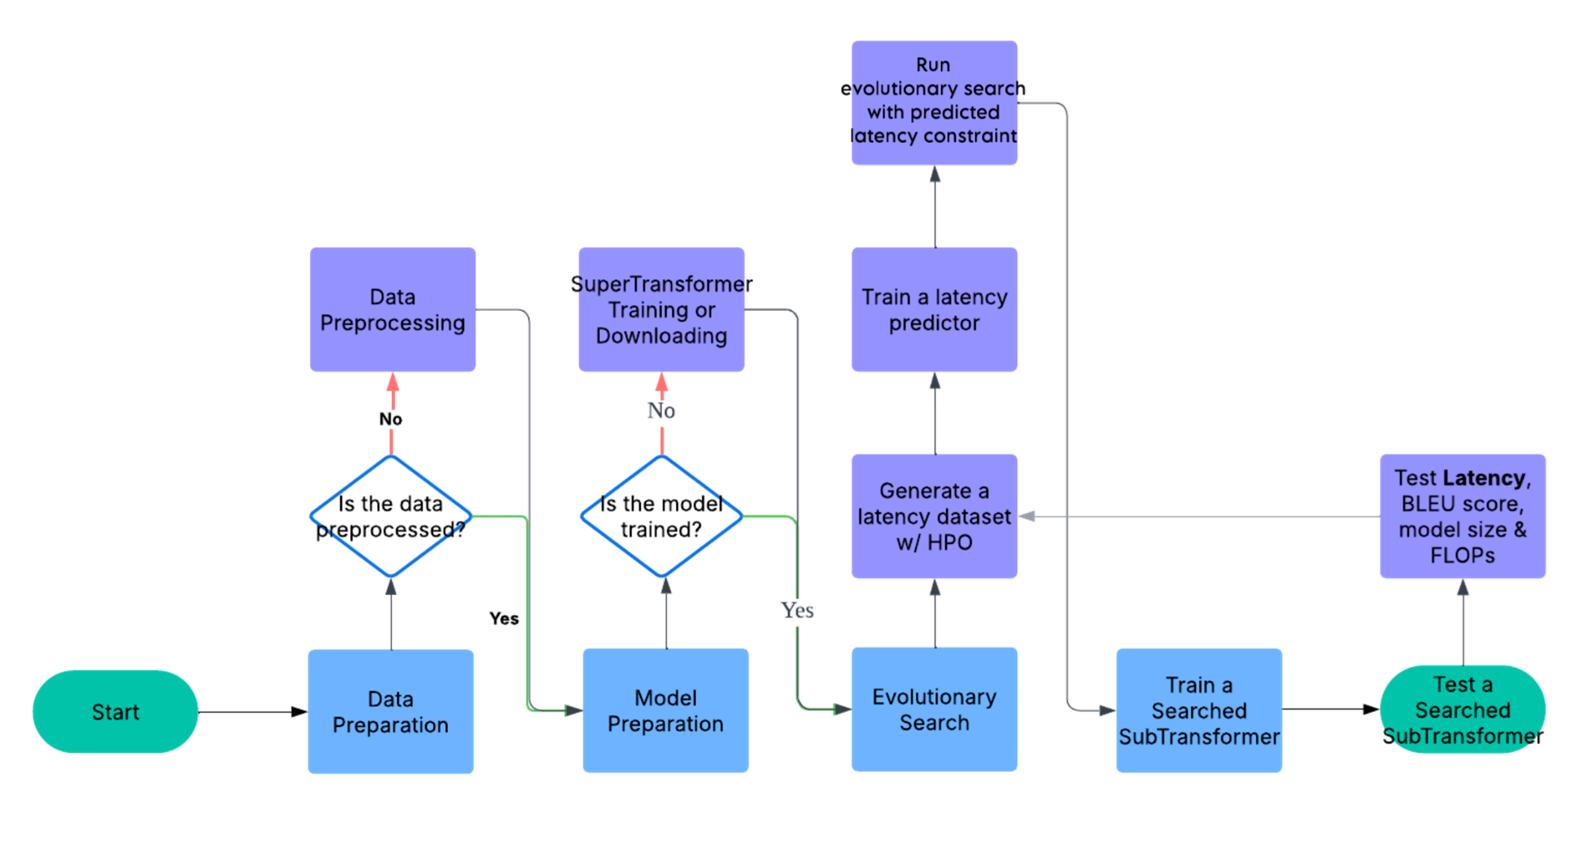 Start
Data
Preparation
Is the data
preprocessed?
No
Yes
Data
Preprocessing
Model
Preparation
Is the model
trained?
No
Yes
SuperTransformer
Training or
Downloading
Evolutionary
Search
Generate a
latency dataset
w/ HPO
Train a latency
predictor
Run
evolutionary search
with predicted
latency constraint
Train a
Searched
SubTransformer
Test a
Searched
SubTransformer
Test Latency,
BLEU score,
model size &
FLOPs